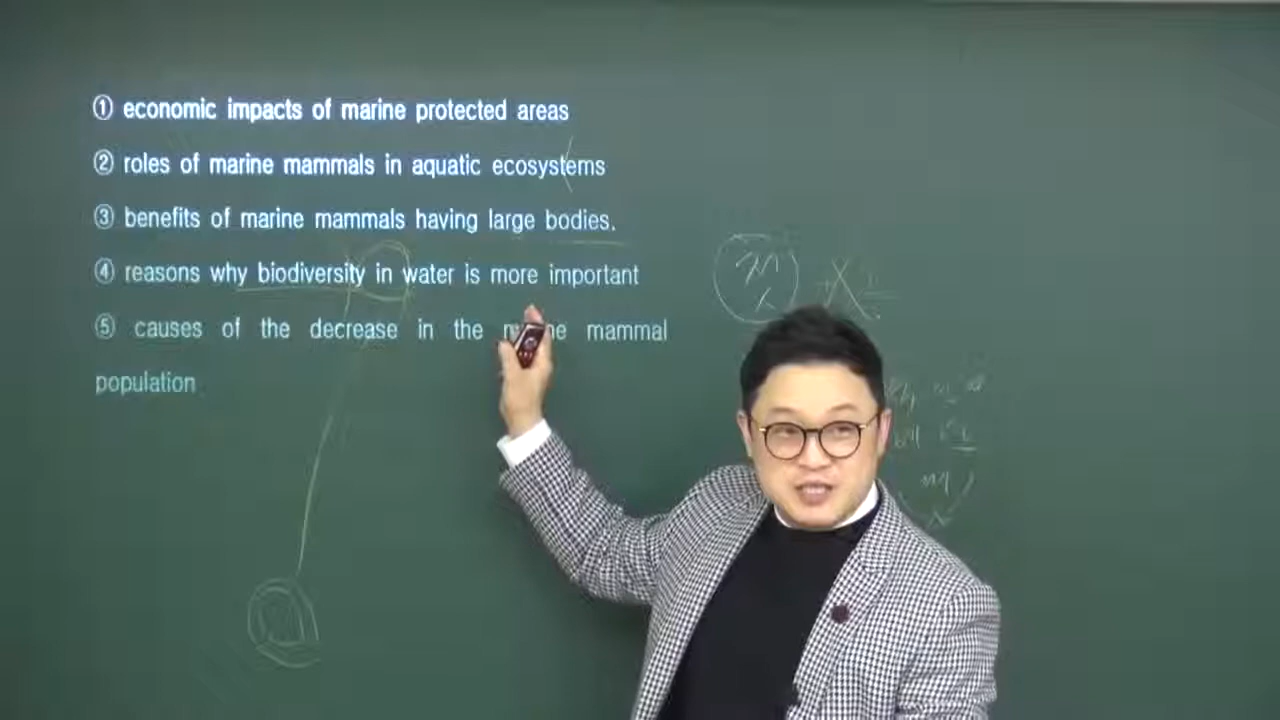 ① economic impacts of marine protected areas
② roles of marine mammals in aquatic ecosystems
③ benefits of marine mammals having large bodies.
④ reasons why biodiversity in water is more important
⑤ causes of the decrease in the mammal
population